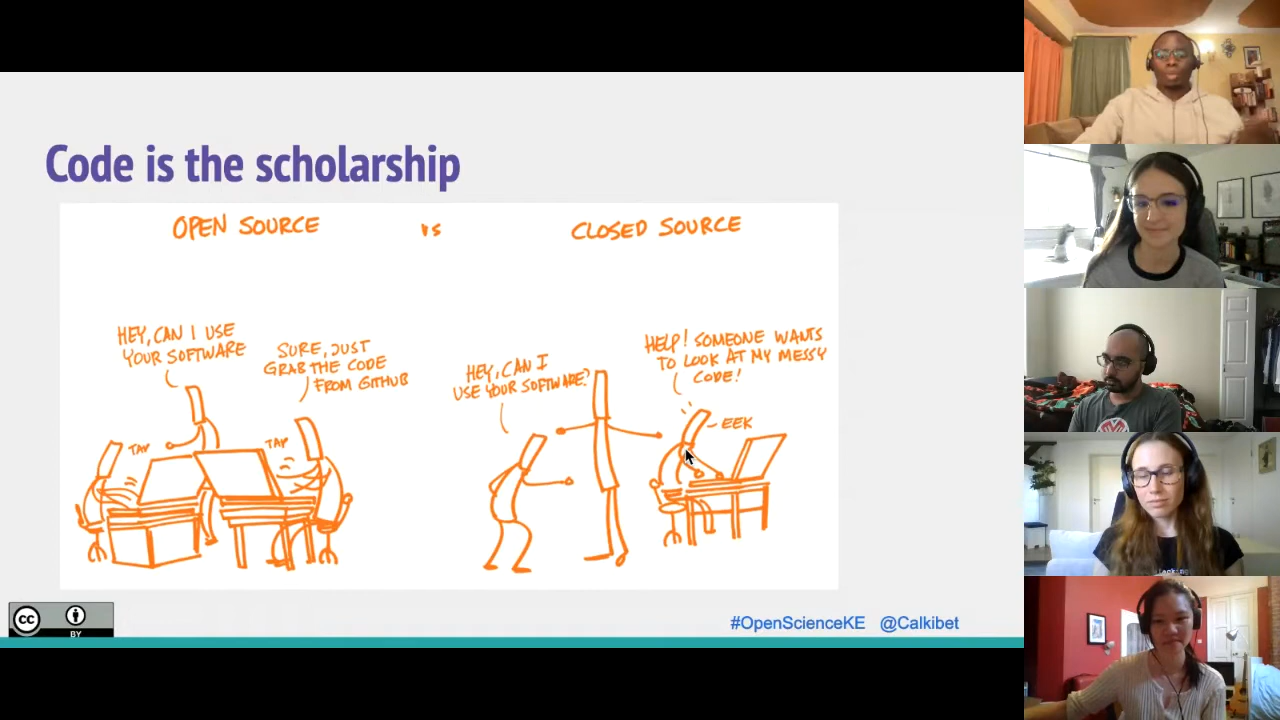 Code is the scholarship
OPEN SOURCE vs CLOSED SOURCE
HEY, CAN I USE
YOUR SOFTWARE
SURE, JUST
GRAB THE CODE
FROM GITHUB
TAP
TAP
HEY, CAN I
USE YOUR SOFTWARE?
HELP! SOMEONE WANTS
TO LOOK AT MY MESSY
CODE!
EEK
cc
BY
#OpenScienceKE @Calkibet